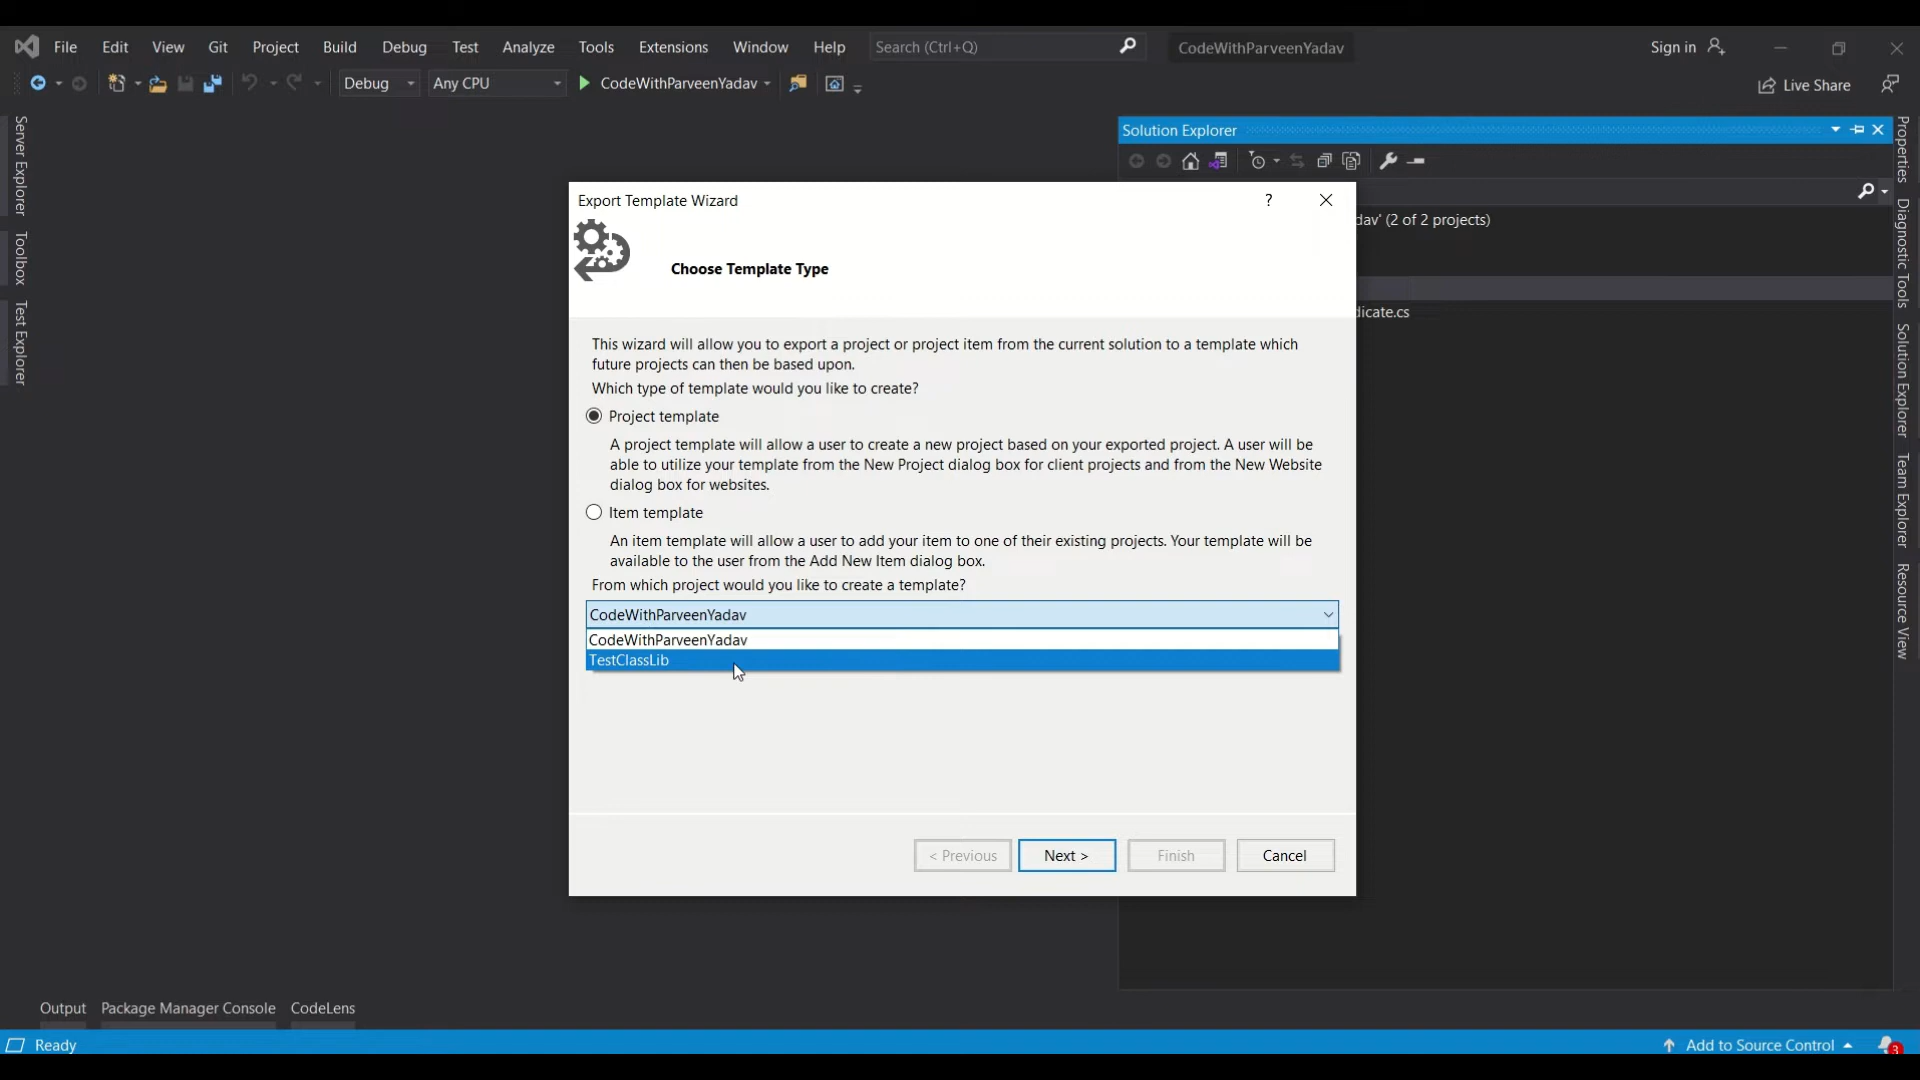 File Edit View Git Project Build Debug Test Analyze Tools Extensions Window Help Search (Ctrl+Q) CodeWithParveenYadav Sign in
Debug Any CPU CodeWithParveenYadav Live Share
Server Explorer
Toolbox
Test Explorer
Solution Explorer
dav' (2 of 2 projects)
dicate.cs
Export Template Wizard ?
Choose Template Type
This wizard will allow you to export a project or project item from the current solution to a template which
future projects can then be based upon.
Which type of template would you like to create?
Project template
A project template will allow a user to create a new project based on your exported project. A user will be
able to utilize your template from the New Project dialog box for client projects and from the New Website
dialog box for websites.
Item template
An item template will allow a user to add your item to one of their existing projects. Your template will be
available to the user from the Add New Item dialog box.
From which project would you like to create a template?
CodeWithParveenYadav
CodeWithParveenYadav
TestClassLib
< Previous Next > Finish Cancel
Properties
Diagnostic Tools
Solution Explorer
Team Explorer
Resource View
Output Package Manager Console CodeLens
Ready Add to Source Control 3